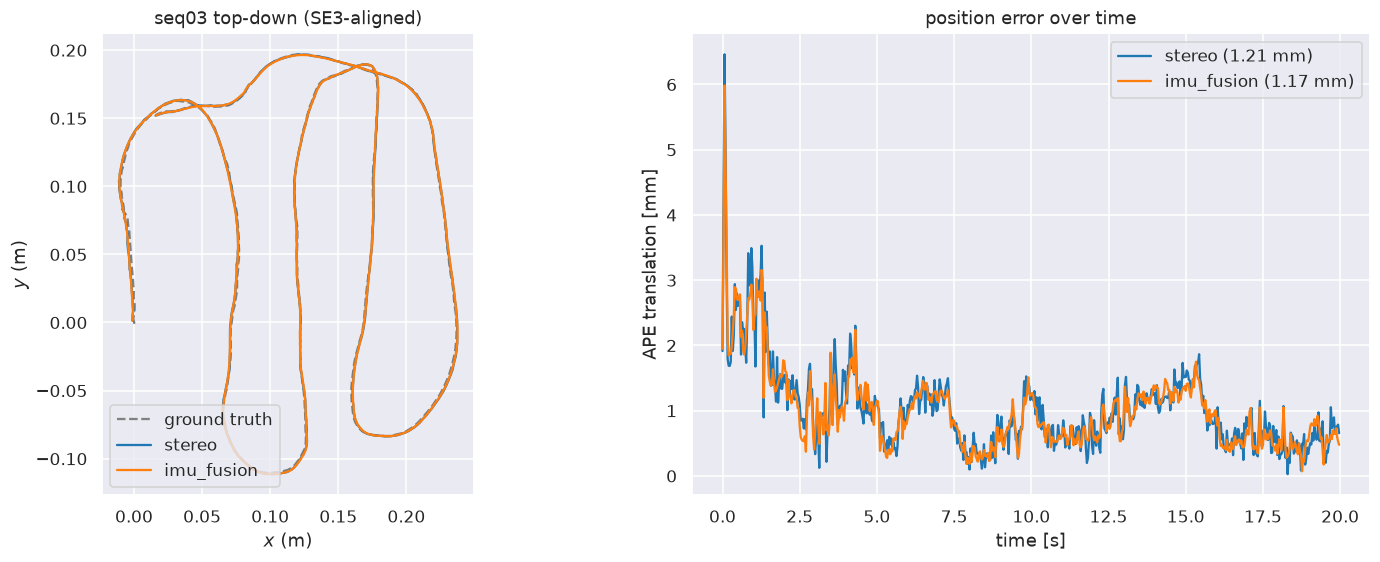 seq03 top-down (SE3-aligned)
0.20
0.15
0.10
0.05
0.00
−0.05
−0.10
y (m)
ground truth
stereo
imu_fusion
0.00 0.05 0.10 0.15 0.20
x (m)
position error over time
stereo (1.21 mm)
imu_fusion (1.17 mm)
6
5
4
3
2
1
0
APE translation [mm]
0.0 2.5 5.0 7.5 10.0 12.5 15.0 17.5 20.0
time [s]